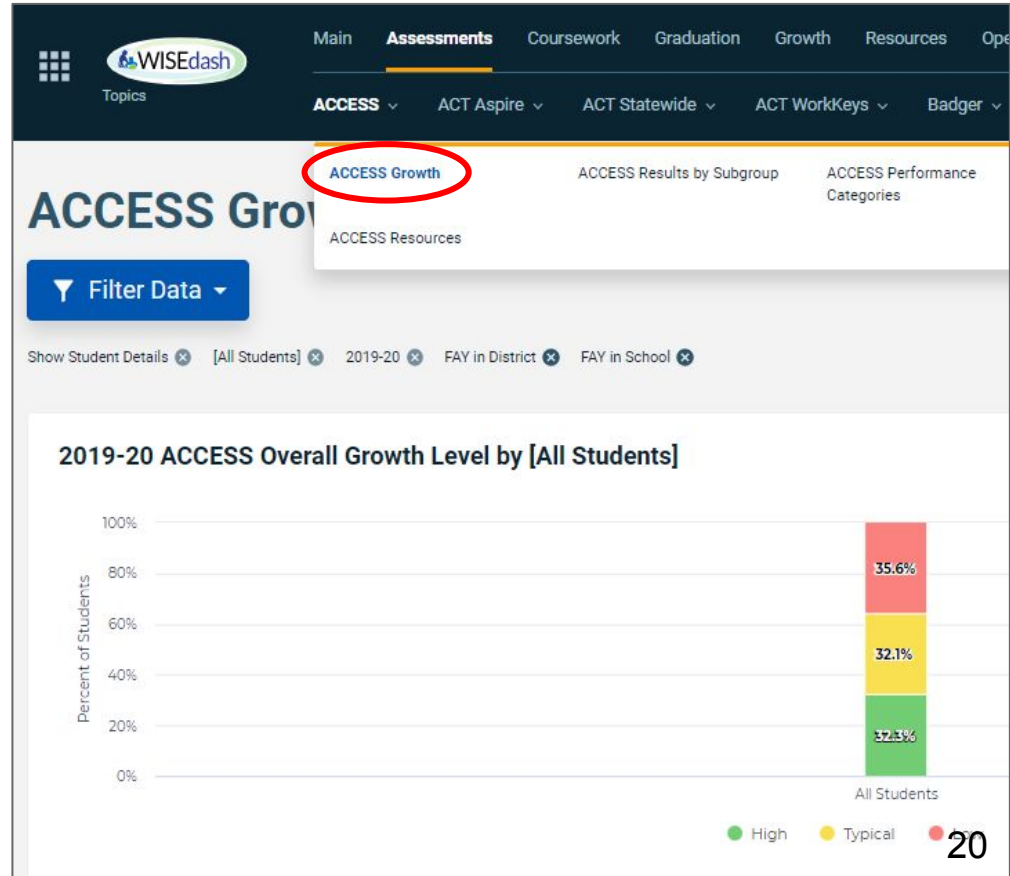 WISEdash
Topics
Main Assessments Coursework Graduation Growth Resources Ope
ACCESS ACT Aspire ACT Statewide ACT WorkKeys Badger
ACCESS Growth ACCESS Results by Subgroup ACCESS Performance
Categories
ACCESS Resources
ACCESS Gro
Filter Data
Show Student Details [All Students] 2019-20 FAY in District FAY in School
2019-20 ACCESS Overall Growth Level by [All Students]
Percent of Students
100%
80%
60%
40%
20%
0%
35.6%
32.1%
32.3%
All Students
High Typical
20